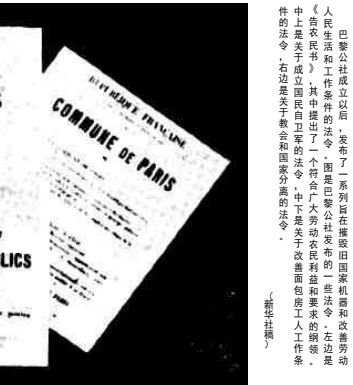 RÉPUBLIQUE FRANÇAISE
COMMUNE DE PARIS
LICS
巴黎公社成立以后，发布了一系列旨在摧毁旧国家机器和改善劳动
人民生活和工作条件的法令。图是巴黎公社发布的一些法令。左边是
《告农民书》，其中提出了一个符合广大劳动农民利益和要求的纲领。
中上是关于成立国民自卫军的法令，中下是关于改善面包房工人工作条
件的法令，右边是关于教会和国家分离的法令。
（新华社稿）